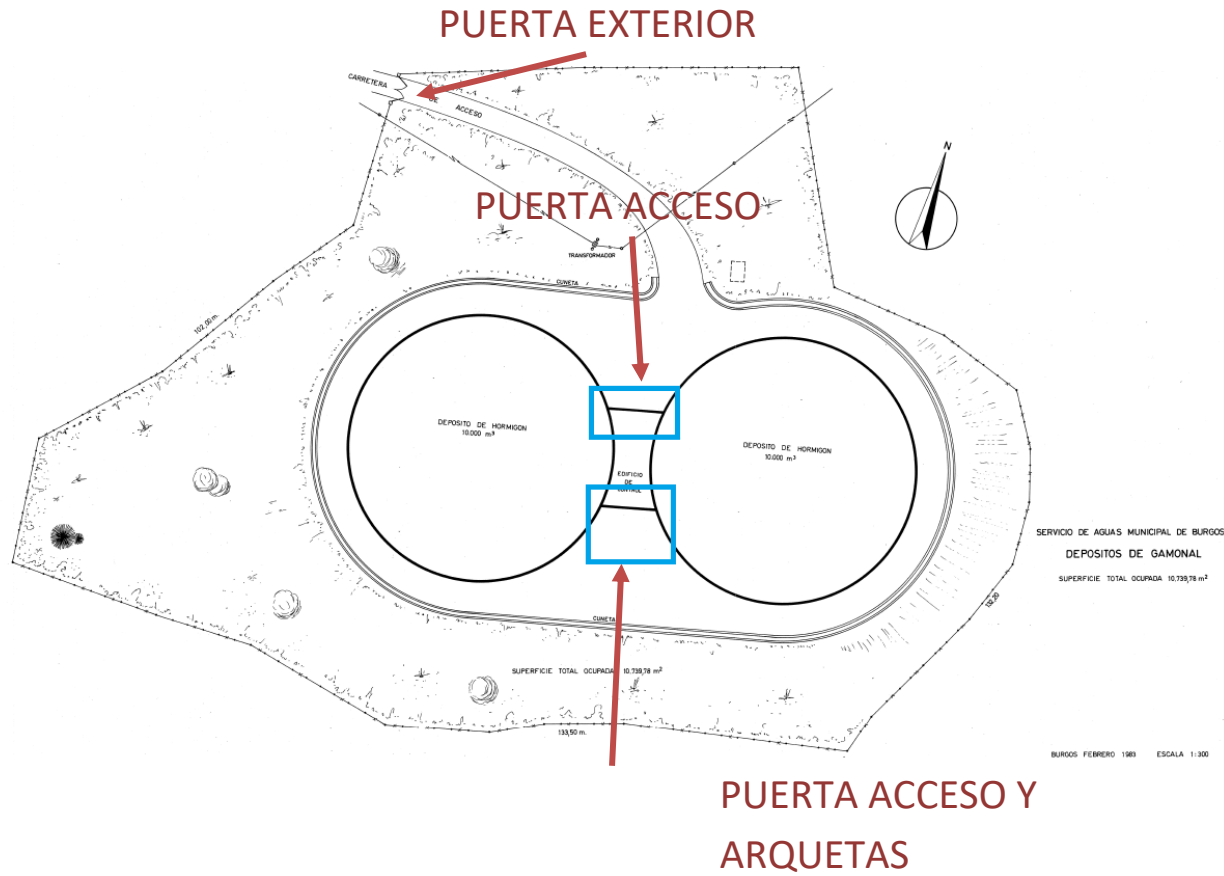 PUERTA EXTERIOR
CARRETERA
DE ACCESO
N
PUERTA ACCESO
TRANSFORMADOR
CUNETA
102,00 m.
DEPOSITO DE HORMIGON
10.000 m³
DEPOSITO DE HORMIGON
10.000 m³
EDIFICIO
DE
CONTROL
SERVICIO DE AGUAS MUNICIPAL DE BURGOS
DEPOSITOS DE GAMONAL
SUPERFICIE TOTAL OCUPADA 10.739,78 m²
132,20
CUNETA
SUPERFICIE TOTAL OCUPADA 10.739,78 m²
133,50 m.
BURGOS FEBRERO 1983 ESCALA 1:300
PUERTA ACCESO Y
ARQUETAS